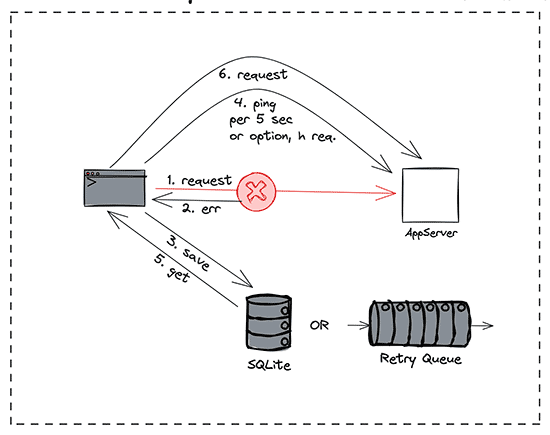 6. request
4. ping
per 5 sec
or option, h req.
1. request
2. err
AppServer
3. save
5. get
OR
SQLite
Retry Queue